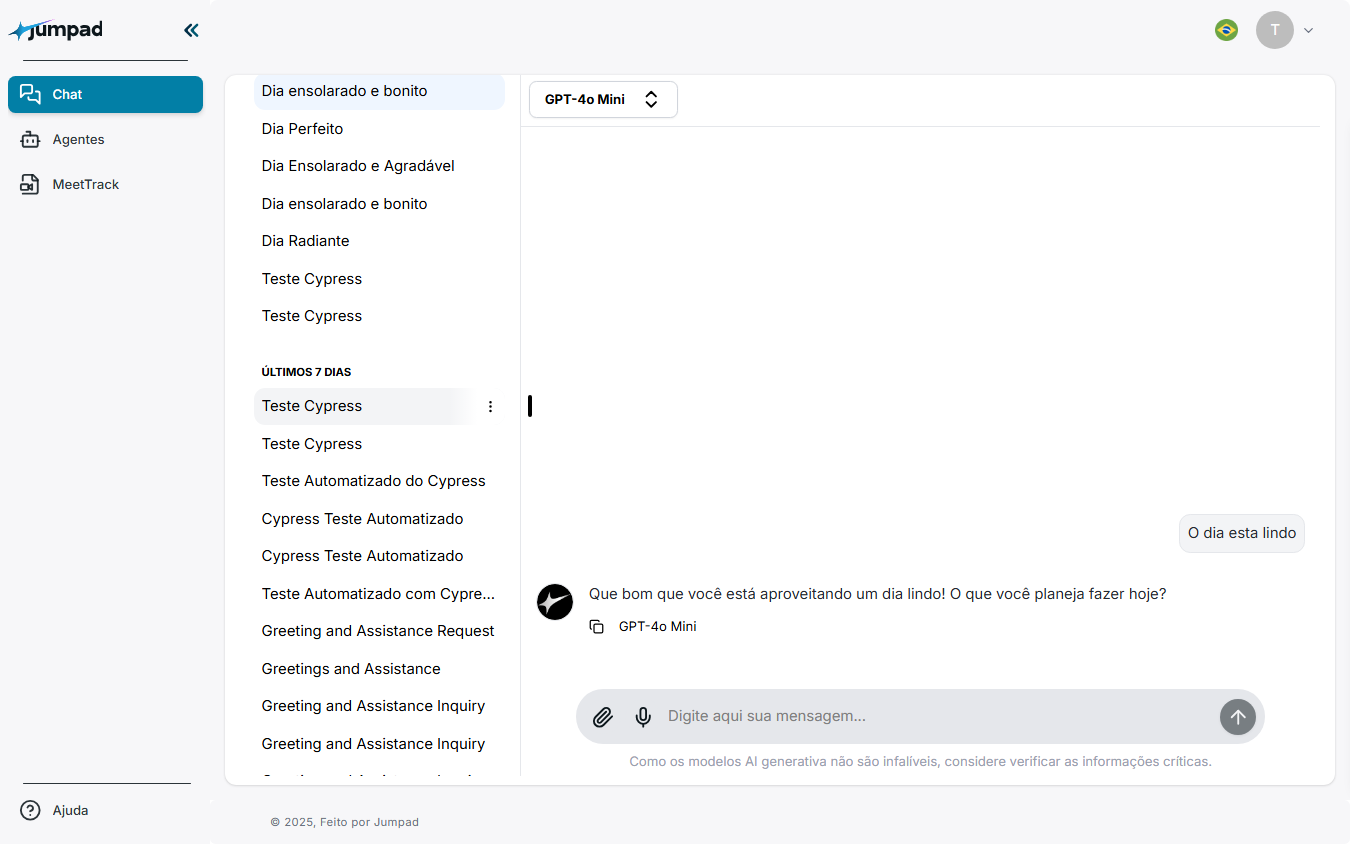 jumpad
Chat
Agentes
MeetTrack
Ajuda
T
Dia ensolarado e bonito
Dia Perfeito
Dia Ensolarado e Agradável
Dia ensolarado e bonito
Dia Radiante
Teste Cypress
Teste Cypress
ÚLTIMOS 7 DIAS
Teste Cypress
Teste Cypress
Teste Automatizado do Cypress
Cypress Teste Automatizado
Cypress Teste Automatizado
Teste Automatizado com Cypre...
Greeting and Assistance Request
Greetings and Assistance
Greeting and Assistance Inquiry
Greeting and Assistance Inquiry
GPT-4o Mini
O dia esta lindo
Que bom que você está aproveitando um dia lindo! O que você planeja fazer hoje?
GPT-4o Mini
Digite aqui sua mensagem...
Como os modelos AI generativa não são infalíveis, considere verificar as informações críticas.
© 2025, Feito por Jumpad